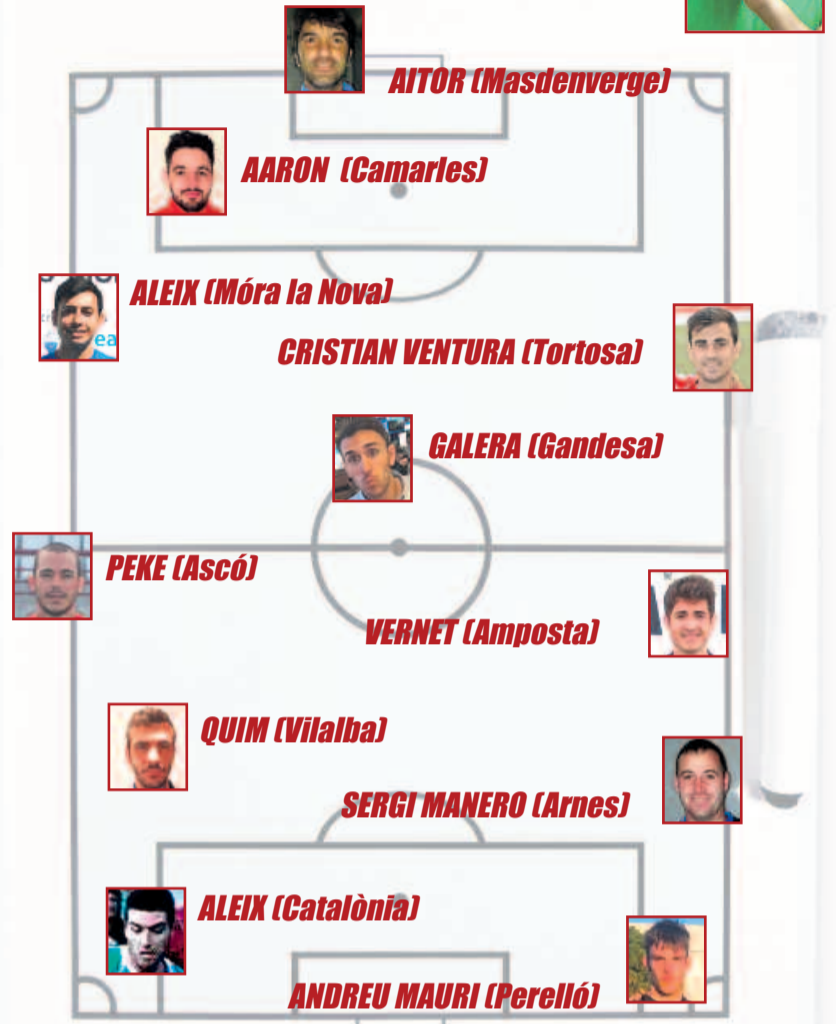 AITOR (Masdenverge)
AARON (Camarles)
ALEIX (Móra la Nova)
CRISTIAN VENTURA (Tortosa)
GALERA (Gandesa)
PEKE (Ascó)
VERNET (Amposta)
QUIM (Vilalba)
SERGI MANERO (Arnes)
ALEIX (Catalònia)
ANDREU MAURI (Perelló)